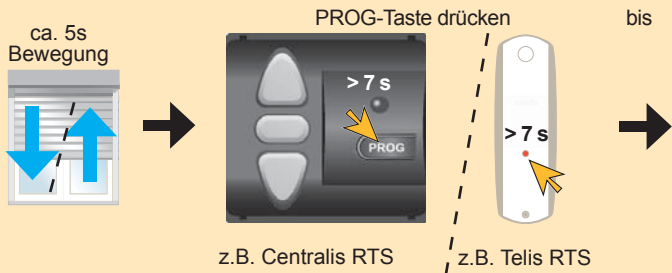 ca. 5s
Bewegung
PROG-Taste drücken
bis
> 7 s
PROG
> 7 s
z.B. Centralis RTS
z.B. Telis RTS